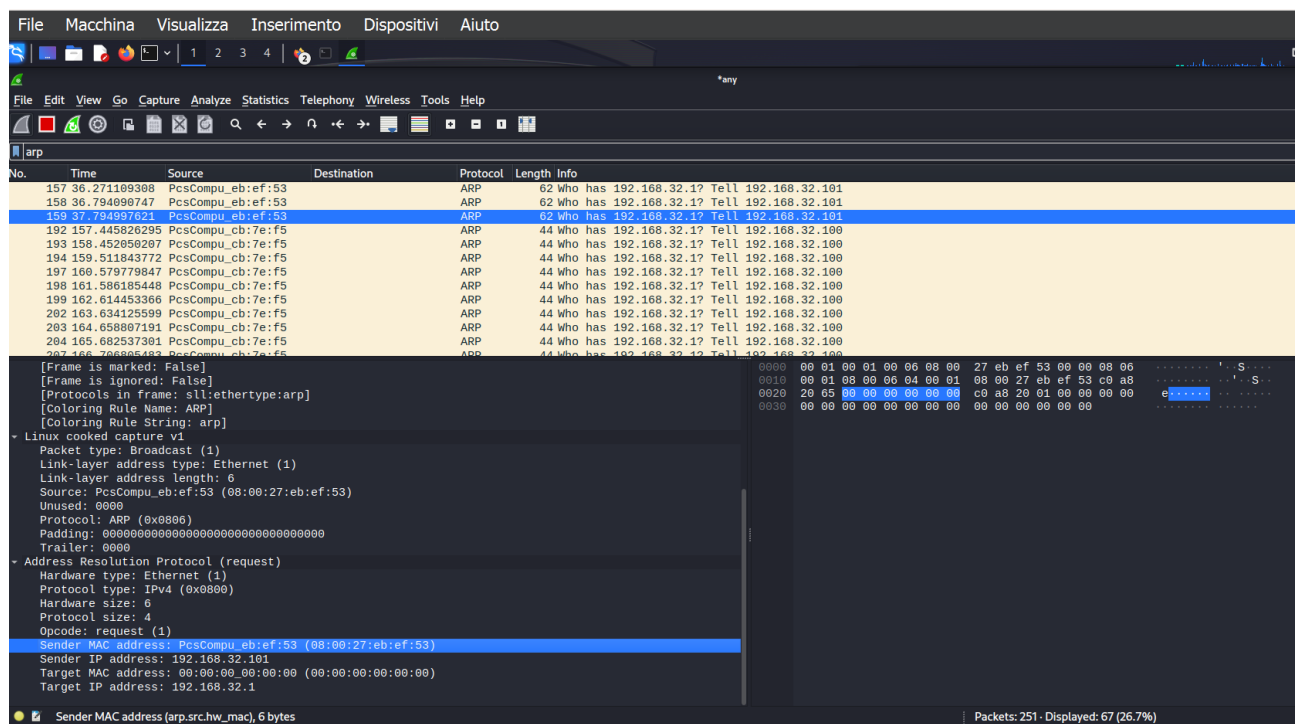 File Macchina Visualizza Inserimento Dispositivi Aiuto
1 2 3 4 2
*any
File Edit View Go Capture Analyze Statistics Telephony Wireless Tools Help
arp
No. Time Source Destination Protocol Length Info
157 36.271109308 PcsCompu_eb:ef:53 ARP 62 Who has 192.168.32.1? Tell 192.168.32.101
158 36.794090747 PcsCompu_eb:ef:53 ARP 62 Who has 192.168.32.1? Tell 192.168.32.101
159 37.794997621 PcsCompu_eb:ef:53 ARP 62 Who has 192.168.32.1? Tell 192.168.32.101
192 157.445826295 PcsCompu_cb:7e:f5 ARP 44 Who has 192.168.32.1? Tell 192.168.32.100
193 158.452050207 PcsCompu_cb:7e:f5 ARP 44 Who has 192.168.32.1? Tell 192.168.32.100
194 159.511843772 PcsCompu_cb:7e:f5 ARP 44 Who has 192.168.32.1? Tell 192.168.32.100
197 160.579779847 PcsCompu_cb:7e:f5 ARP 44 Who has 192.168.32.1? Tell 192.168.32.100
198 161.586185448 PcsCompu_cb:7e:f5 ARP 44 Who has 192.168.32.1? Tell 192.168.32.100
199 162.614453366 PcsCompu_cb:7e:f5 ARP 44 Who has 192.168.32.1? Tell 192.168.32.100
202 163.634125599 PcsCompu_cb:7e:f5 ARP 44 Who has 192.168.32.1? Tell 192.168.32.100
203 164.658807191 PcsCompu_cb:7e:f5 ARP 44 Who has 192.168.32.1? Tell 192.168.32.100
204 165.682537301 PcsCompu_cb:7e:f5 ARP 44 Who has 192.168.32.1? Tell 192.168.32.100
207 166.706805483 PcsCompu_cb:7e:f5 ARP 44 Who has 192.168.32.1? Tell 192.168.32.100
[Frame is marked: False]
[Frame is ignored: False]
[Protocols in frame: sll:ethertype:arp]
[Coloring Rule Name: ARP]
[Coloring Rule String: arp]
Linux cooked capture v1
Packet type: Broadcast (1)
Link-layer address type: Ethernet (1)
Link-layer address length: 6
Source: PcsCompu_eb:ef:53 (08:00:27:eb:ef:53)
Unused: 0000
Protocol: ARP (0x0806)
Padding: 000000000000000000000000000000000000
Trailer: 0000
Address Resolution Protocol (request)
Hardware type: Ethernet (1)
Protocol type: IPv4 (0x0800)
Hardware size: 6
Protocol size: 4
Opcode: request (1)
Sender MAC address: PcsCompu_eb:ef:53 (08:00:27:eb:ef:53)
Sender IP address: 192.168.32.101
Target MAC address: 00:00:00_00:00:00 (00:00:00:00:00:00)
Target IP address: 192.168.32.1
0000 00 01 00 01 00 06 08 00 27 eb ef 53 00 00 08 06 ········ '··S····
0010 00 01 08 00 06 04 00 01 08 00 27 eb ef 53 c0 a8 ········ ··'··S··
0020 20 65 00 00 00 00 00 00 c0 a8 20 01 00 00 00 00 e······ ·· ·····
0030 00 00 00 00 00 00 00 00 00 00 00 00 00 00 ········ ······
Sender MAC address (arp.src.hw_mac), 6 bytes
Packets: 251 · Displayed: 67 (26.7%)